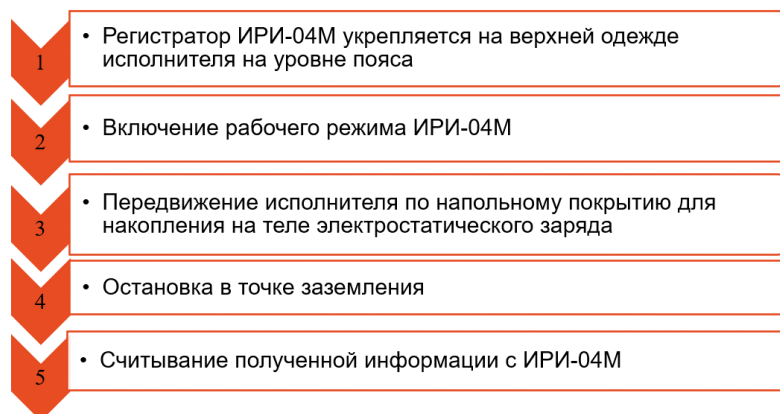 1
• Регистратор ИРИ-04М укрепляется на верхней одежде
исполнителя на уровне пояса
2
• Включение рабочего режима ИРИ-04М
3
• Передвижение исполнителя по напольному покрытию для
накопления на теле электростатического заряда
4
• Остановка в точке заземления
5
• Считывание полученной информации с ИРИ-04М